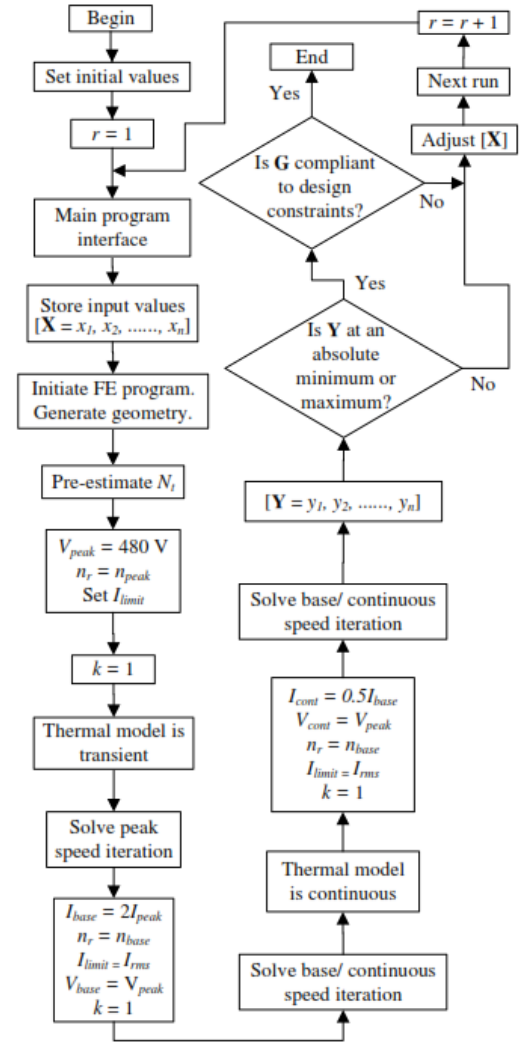 Begin
Set initial values
r = 1
Main program
interface
Store input values
[X = x1, x2, ......, xn]
Initiate FE program.
Generate geometry.
Pre-estimate Nt
Vpeak = 480 V
nr = npeak
Set Ilimit
k = 1
Thermal model is
transient
Solve peak
speed iteration
Ibase = 2Ipeak
nr = nbase
Ilimit = Irms
Vbase = Vpeak
k = 1
Solve base/ continuous
speed iteration
Thermal model
is continuous
Icont = 0.5Ibase
Vcont = Vpeak
nr = nbase
Ilimit = Irms
k = 1
Solve base/ continuous
speed iteration
[Y = y1, y2, ......, yn]
Is Y at an
absolute
minimum or
maximum?
Yes
No
Is G compliant
to design
constraints?
Yes
No
End
Adjust [X]
Next run
r = r + 1